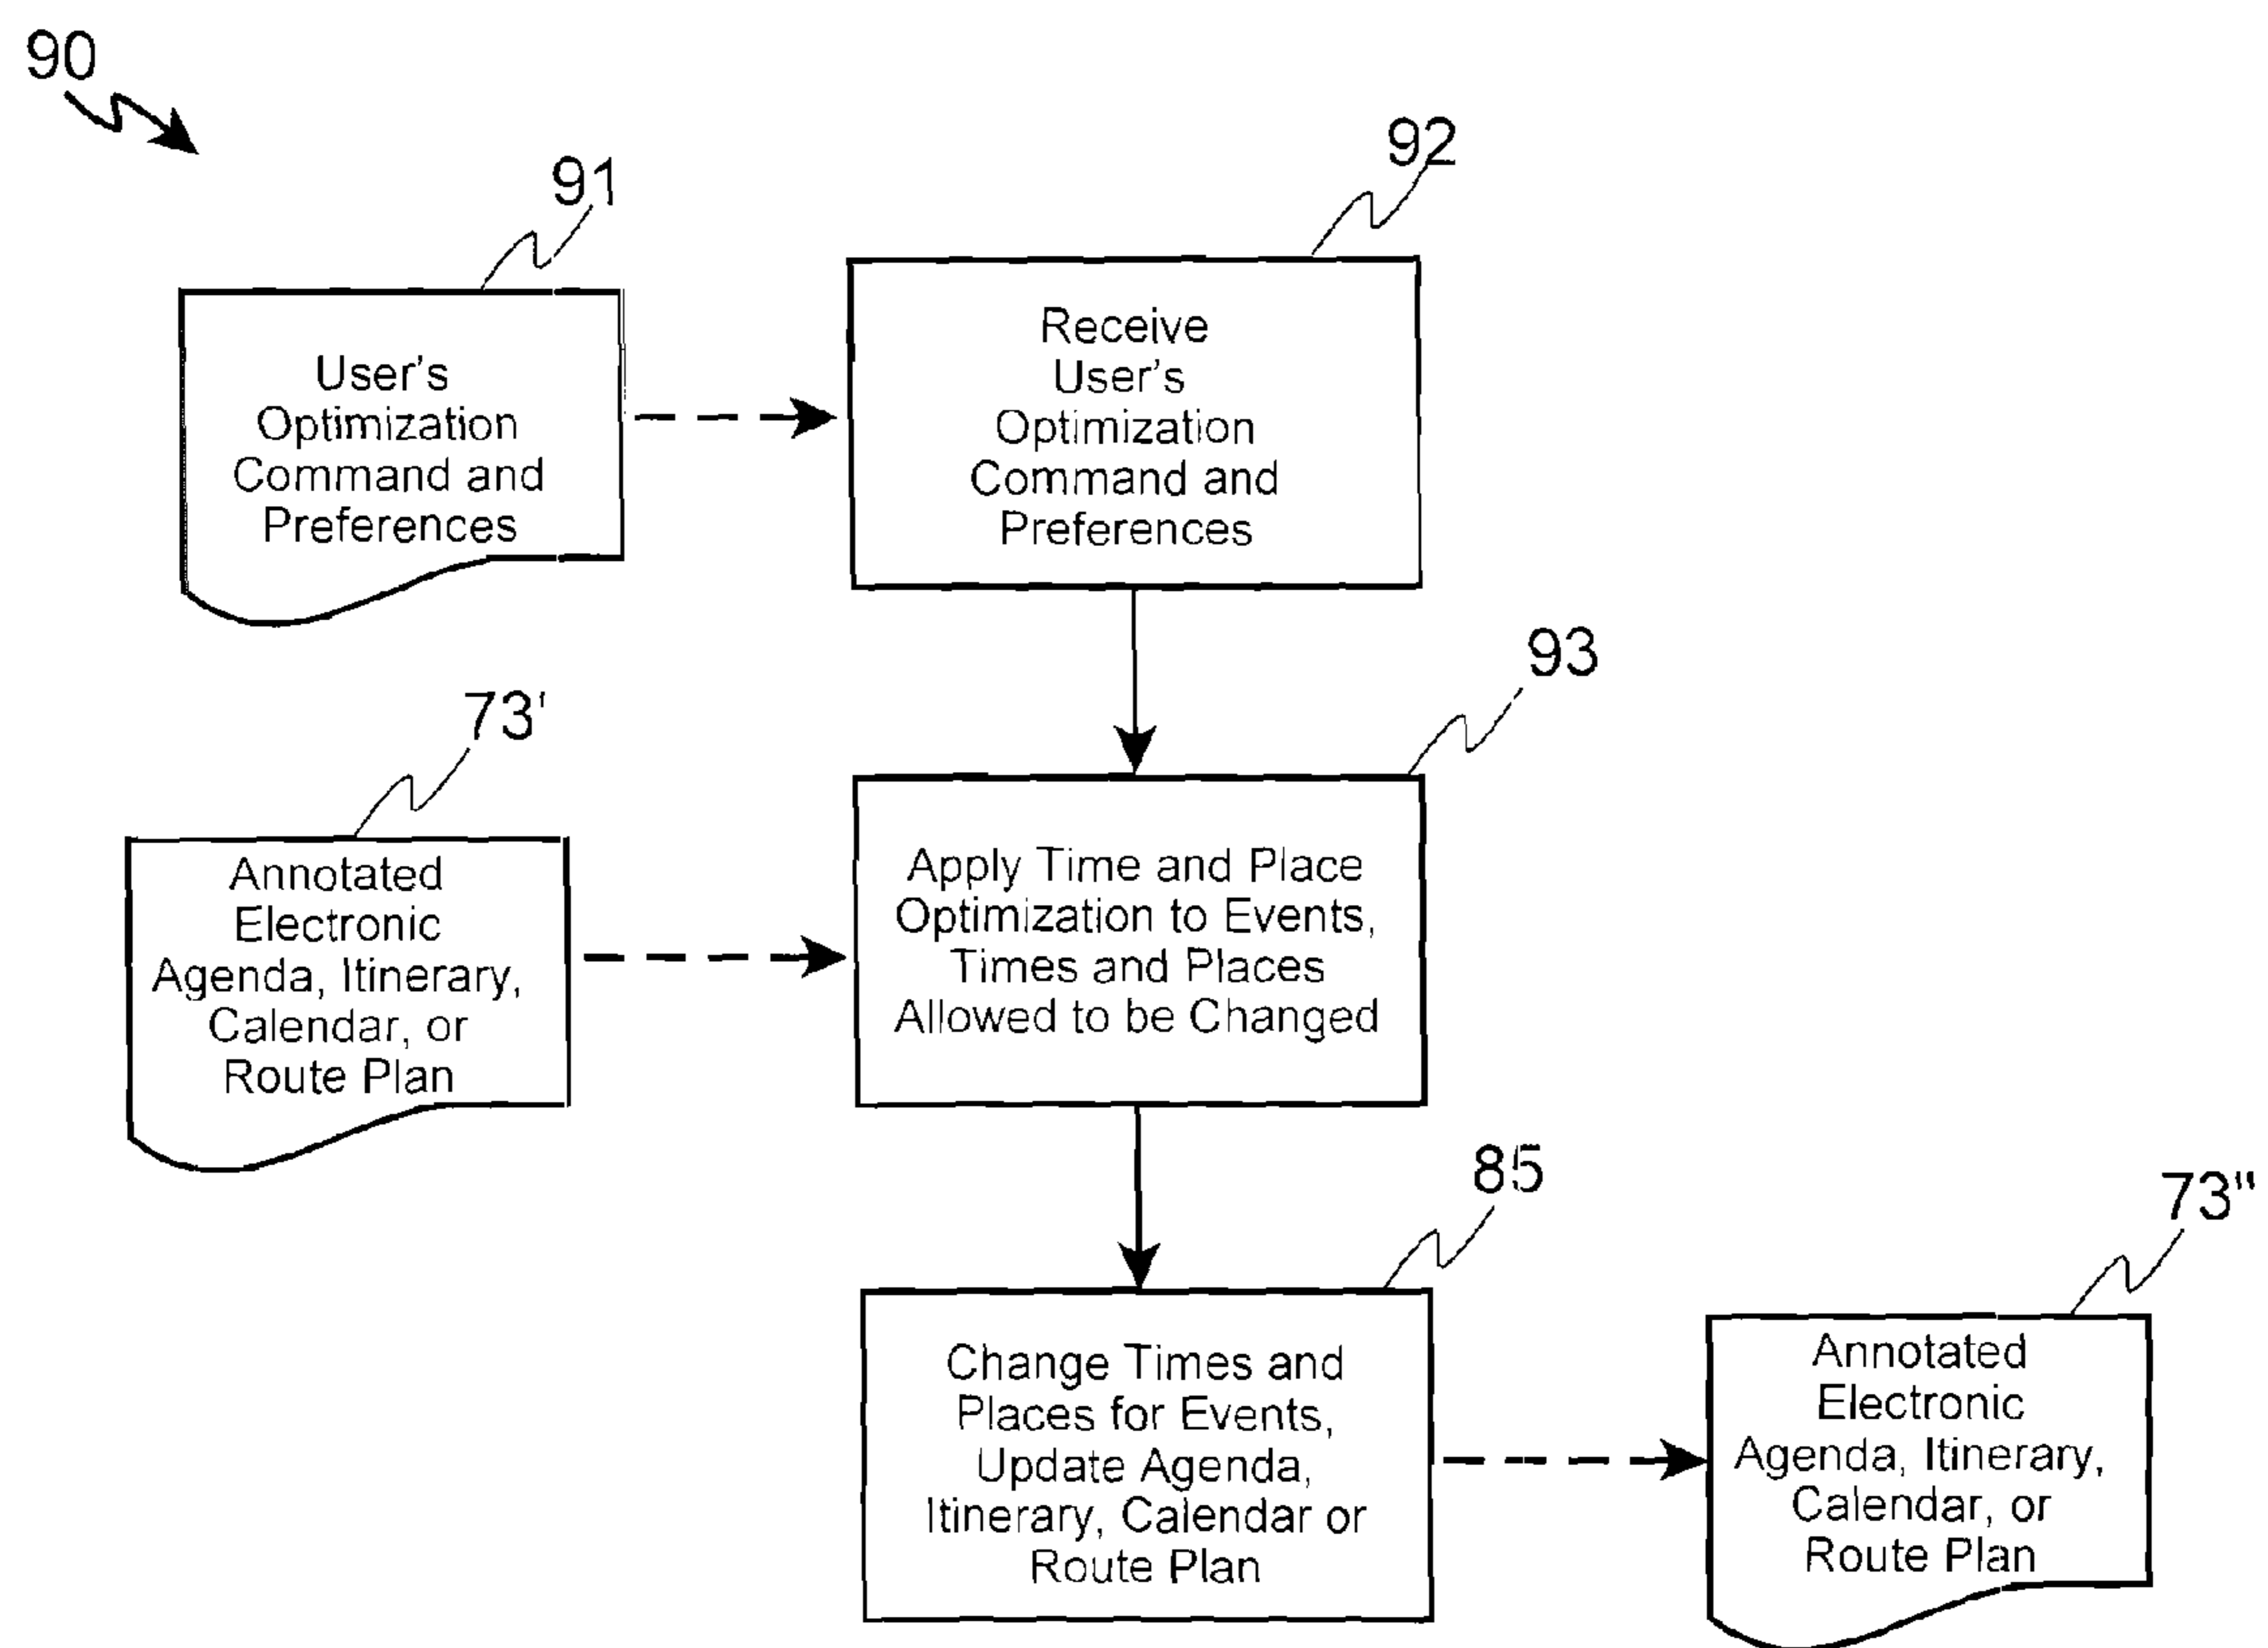 90
91
User's
Optimization
Command and
Preferences
92
Receive
User's
Optimization
Command and
Preferences
73'
Annotated
Electronic
Agenda, Itinerary,
Calendar, or
Route Plan
93
Apply Time and Place
Optimization to Events,
Times and Places
Allowed to be Changed
85
Change Times and
Places for Events,
Update Agenda,
Itinerary, Calendar or
Route Plan
73"
Annotated
Electronic
Agenda, Itinerary,
Calendar, or
Route Plan